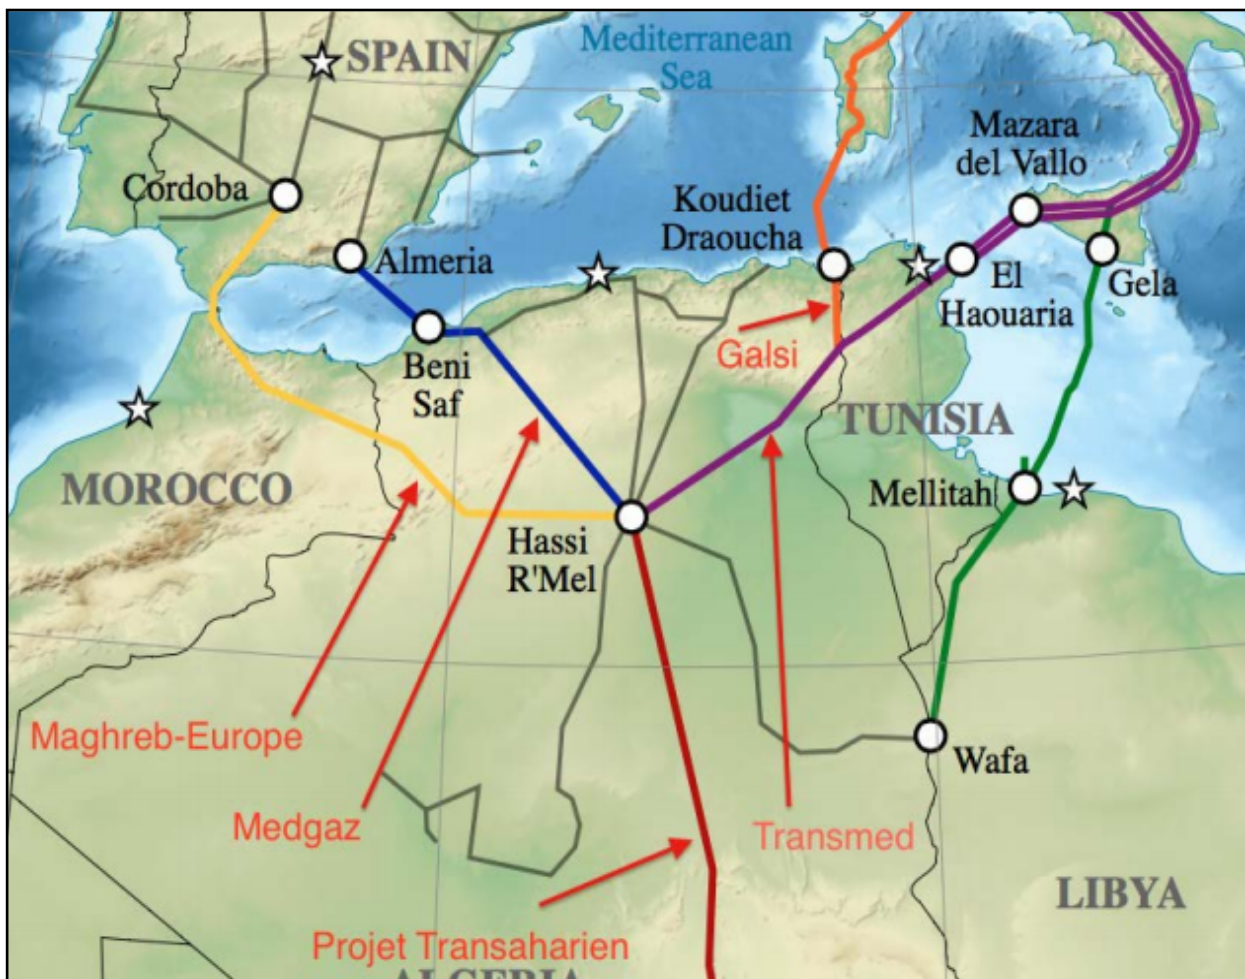 Mediterranean
Sea
SPAIN
Mazara
del Vallo
Cordoba
Koudiet
Draoucha
Almeria
El
Haouaria
Gela
Beni
Saf
Galsi
TUNISIA
MOROCCO
Mellitah
Hassi
R'Mel
Maghreb-Europe
Wafa
Medgaz
Transmed
LIBYA
Projet Transaharien
ALGERIA